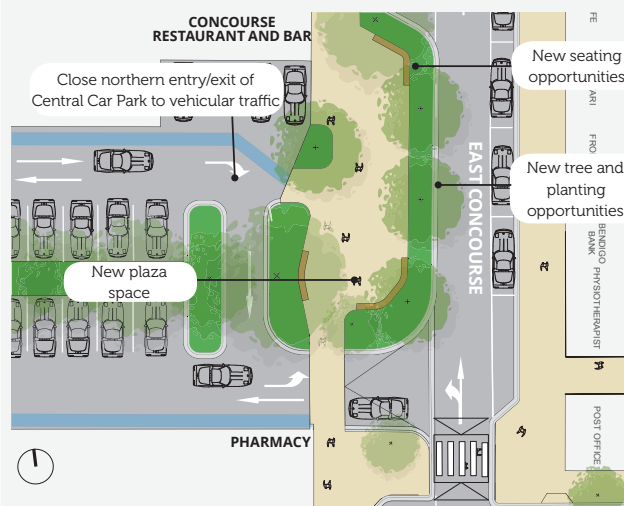 CONCOURSE
RESTAURANT AND BAR
Close northern entry/exit of
Central Car Park to vehicular traffic
New seating
opportunities
EAST CONCOURSE
New tree and
planting
opportunities
New plaza
space
BENDIGO
BANK
PHYSIOTHERAPIST
POST OFFICE
PHARMACY